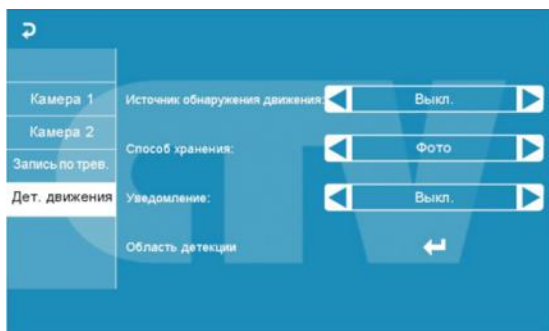 Камера 1
Камера 2
Запись по трев.
Дет. движения
Источник обнаружения движения:
Выкл.
Способ хранения:
Фото
Уведомление:
Выкл.
Область детекции
CTV